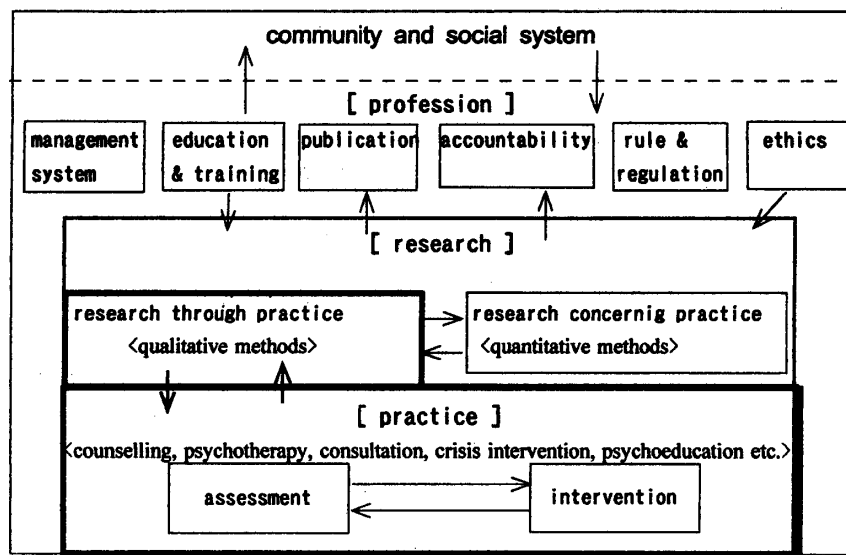 community and social system
[ profession ]
management system
education & training
publication
accountability
rule & regulation
ethics
[ research ]
research through practice
<qualitative methods>
research concernig practice
<quantitative methods>
[ practice ]
<counselling, psychotherapy, consultation, crisis intervention, psychoeducation etc.>
assessment
intervention